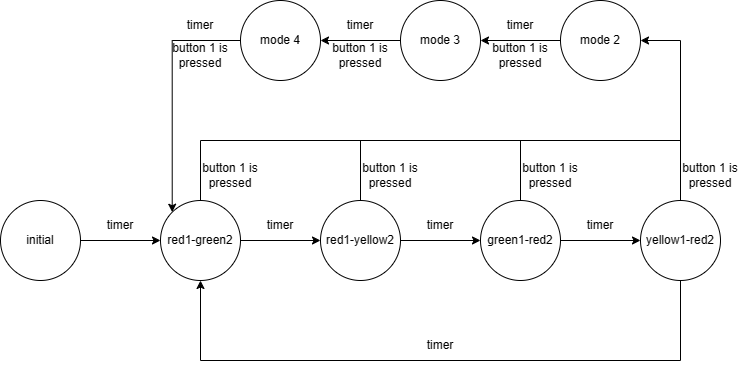 timer
timer
timer
mode 4
mode 3
mode 2
button 1 is
pressed
button 1 is
pressed
button 1 is
pressed
button 1 is
pressed
button 1 is
pressed
button 1 is
pressed
button 1 is
pressed
timer
timer
timer
timer
initial
red1-green2
red1-yellow2
green1-red2
yellow1-red2
timer